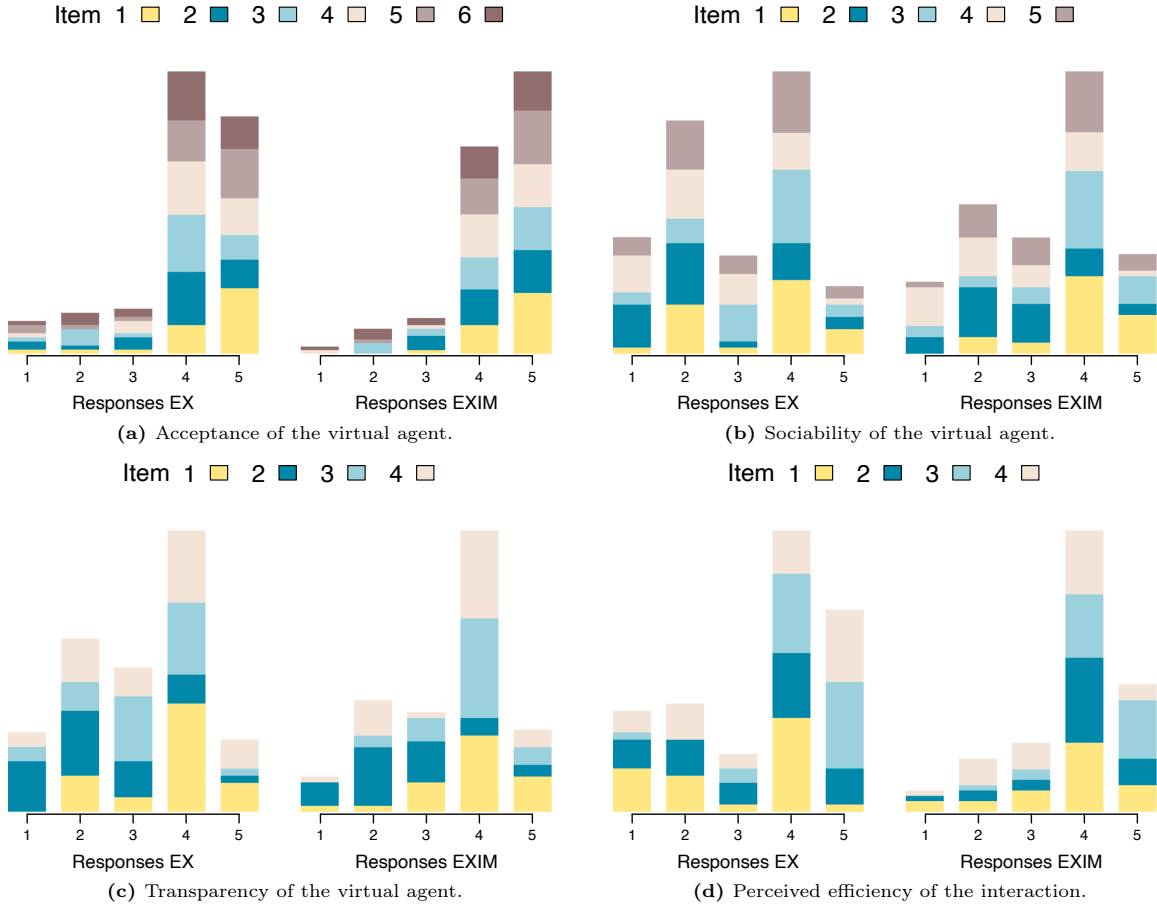 Item 1 2 3 4 5 6
1 2 3 4 5
Responses EX
1 2 3 4 5
Responses EXIM
(a) Acceptance of the virtual agent.
Item 1 2 3 4 5
1 2 3 4 5
Responses EX
1 2 3 4 5
Responses EXIM
(b) Sociability of the virtual agent.
Item 1 2 3 4
1 2 3 4 5
Responses EX
1 2 3 4 5
Responses EXIM
(c) Transparency of the virtual agent.
Item 1 2 3 4
1 2 3 4 5
Responses EX
1 2 3 4 5
Responses EXIM
(d) Perceived efficiency of the interaction.